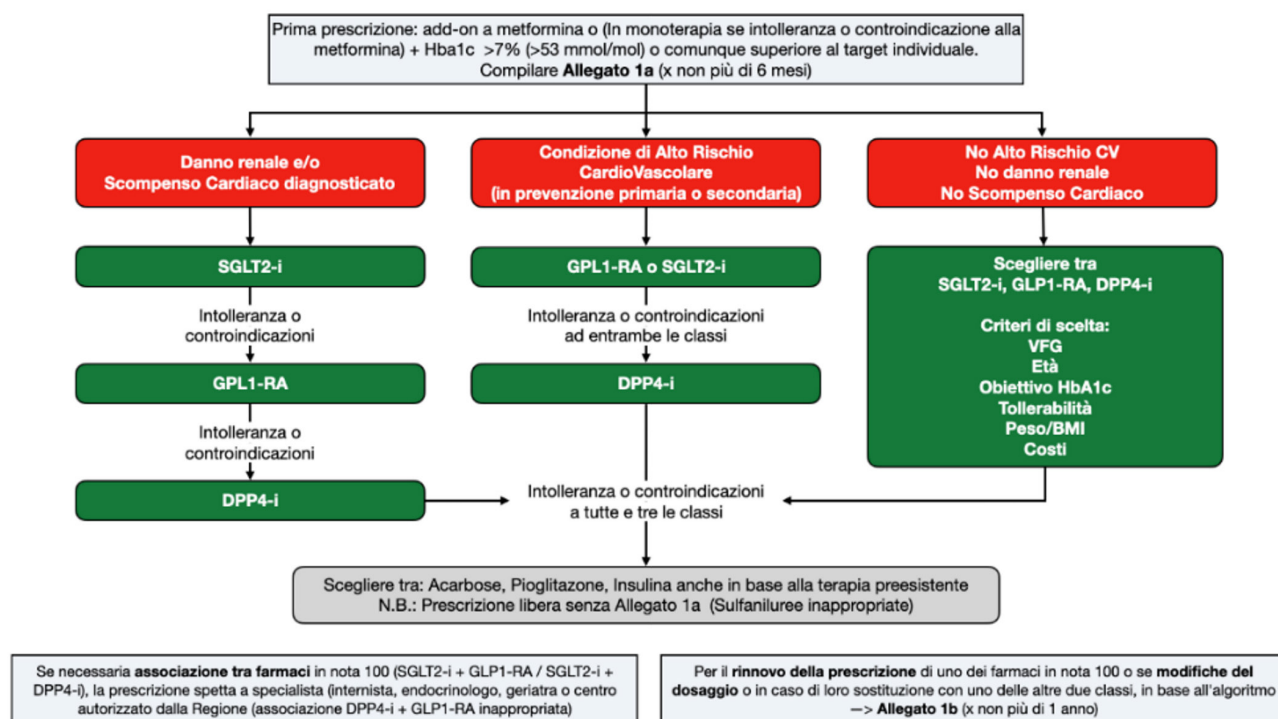 Prima prescrizione: add-on a metformina o (In monoterapia se intolleranza o controindicazione alla
metformina) + Hba1c >7% (>53 mmol/mol) o comunque superiore al target individuale.
Compilare Allegato 1a (x non più di 6 mesi)
Danno renale e/o
Scompenso Cardiaco diagnosticato
SGLT2-i
Intolleranza o
controindicazioni
GPL1-RA
Intolleranza o
controindicazioni
DPP4-i
Condizione di Alto Rischio
CardioVascolare
(in prevenzione primaria o secondaria)
GPL1-RA o SGLT2-i
Intolleranza o controindicazioni
ad entrambe le classi
DPP4-i
No Alto Rischio CV
No danno renale
No Scompenso Cardiaco
Scegliere tra
SGLT2-i, GLP1-RA, DPP4-i
Criteri di scelta:
VFG
Età
Obiettivo HbA1c
Tollerabilità
Peso/BMI
Costi
Intolleranza o controindicazioni
a tutte e tre le classi
Scegliere tra: Acarbose, Pioglitazone, Insulina anche in base alla terapia preesistente
N.B.: Prescrizione libera senza Allegato 1a (Sulfaniluree inappropriate)
Se necessaria associazione tra farmaci in nota 100 (SGLT2-i + GLP1-RA / SGLT2-i +
DPP4-i), la prescrizione spetta a specialista (internista, endocrinologo, geriatra o centro
autorizzato dalla Regione (associazione DPP4-i + GLP1-RA inappropriata)
Per il rinnovo della prescrizione di uno dei farmaci in nota 100 o se modifiche del
dosaggio o in caso di loro sostituzione con uno delle altre due classi, in base all'algoritmo
—> Allegato 1b (x non più di 1 anno)